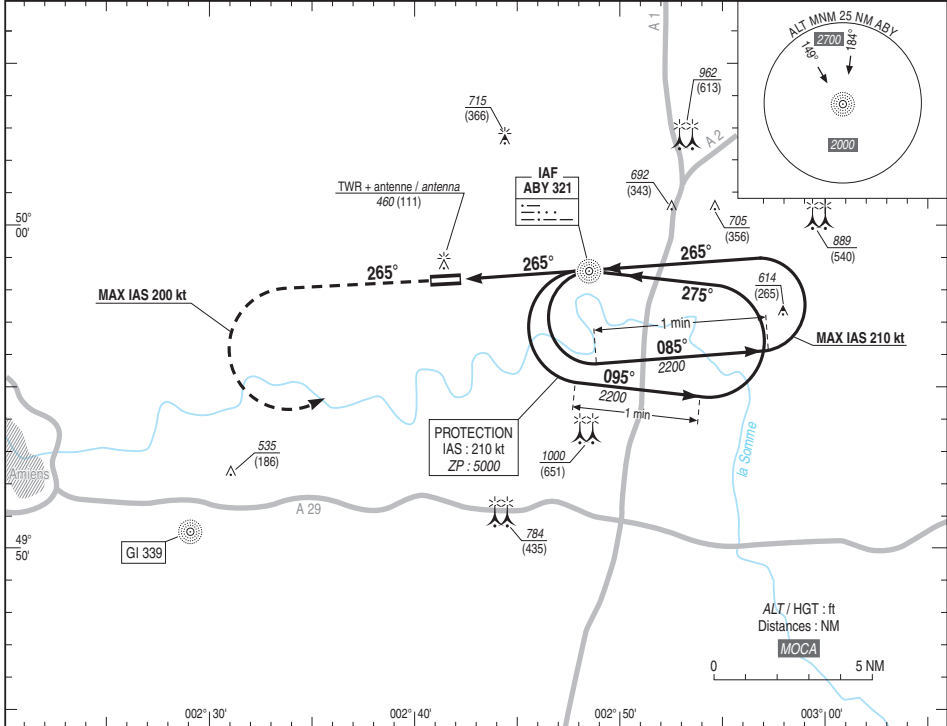 ALT MNM 25 NM ABY
2700
149°
184°
2000
A 1
962
(613)
715
(366)
A 2
IAF
ABY 321
TWR + antenne / antenna
460 (111)
692
(343)
705
(356)
889
(540)
50°
00'
265°
265°
265°
275°
614
(265)
MAX IAS 200 kt
1 min
MAX IAS 210 kt
085°
2200
095°
2200
1 min
PROTECTION
IAS : 210 kt
ZP : 5000
1000
(651)
la Somme
535
(186)
Amiens
A 29
784
(435)
GI 339
49°
50'
ALT / HGT : ft
Distances : NM
MOCA
0 5 NM
002°30' 002°40' 002°50' 003°00'